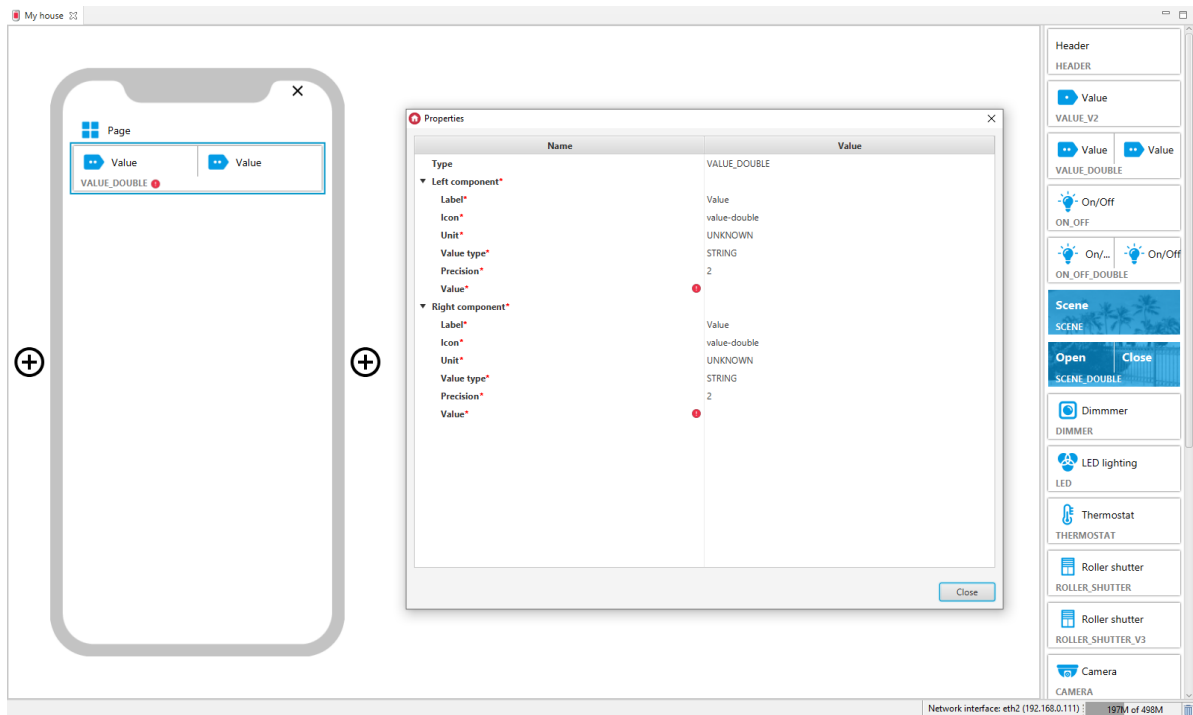 My house
Page
Value Value
VALUE_DOUBLE
Properties
Name Value
Type VALUE_DOUBLE
Left component*
Label* Value
Icon* value-double
Unit* UNKNOWN
Value type* STRING
Precision* 2
Value*
Right component*
Label* Value
Icon* value-double
Unit* UNKNOWN
Value type* STRING
Precision* 2
Value*
Close
Header
HEADER
Value
VALUE_V2
Value Value
VALUE_DOUBLE
On/Off
ON_OFF
On/... On/Off
ON_OFF_DOUBLE
Scene
SCENE
Open Close
SCENE_DOUBLE
Dimmmer
DIMMER
LED lighting
LED
Thermostat
THERMOSTAT
Roller shutter
ROLLER_SHUTTER
Roller shutter
ROLLER_SHUTTER_V3
Camera
CAMERA
Network interface: eth2 (192.168.0.111) 197M of 498M